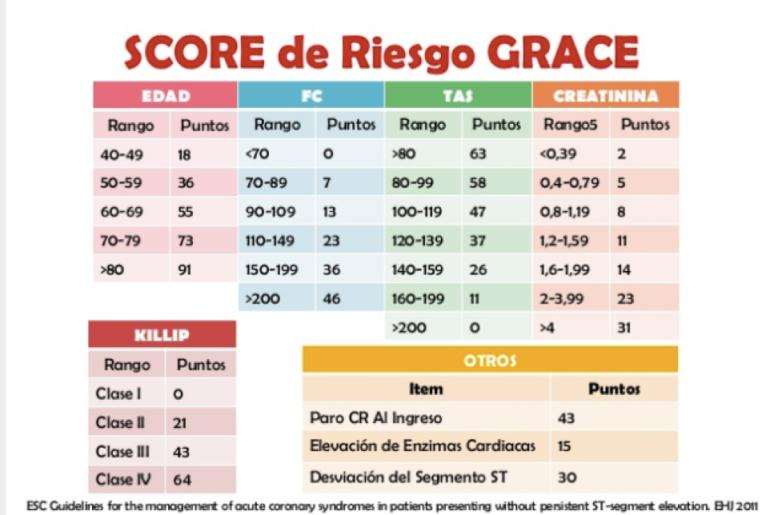 SCORE de Riesgo GRACE
EDAD FC TAS CREATININA
Rango Puntos Rango Puntos Rango Puntos Rango5 Puntos
40-49 18 <70 0 >80 63 <0,39 2
50-59 36 70-89 7 80-99 58 0,4-0,79 5
60-69 55 90-109 13 100-119 47 0,8-1,19 8
70-79 73 110-149 23 120-139 37 1,2-1,59 11
>80 91 150-199 36 140-159 26 1,6-1,99 14
>200 46 160-199 11 2-3,99 23
>200 0 >4 31
KILLIP
Rango Puntos
Clase I 0
Clase II 21
Clase III 43
Clase IV 64
OTROS
Item Puntos
Paro CR Al Ingreso 43
Elevación de Enzimas Cardiacas 15
Desviación del Segmento ST 30
ESC Guidelines for the management of acute coronary syndromes in patients presenting without persistent ST-segment elevation. EHJ 2011